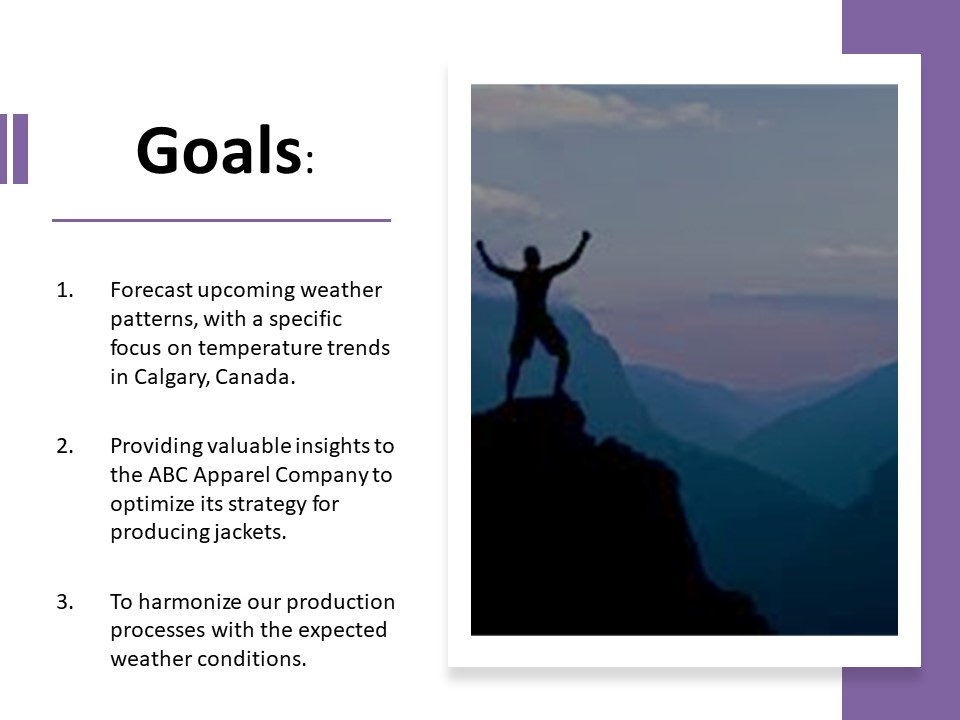 Goals:
1. Forecast upcoming weather
patterns, with a specific
focus on temperature trends
in Calgary, Canada.
2. Providing valuable insights to
the ABC Apparel Company to
optimize its strategy for
producing jackets.
3. To harmonize our production
processes with the expected
weather conditions.